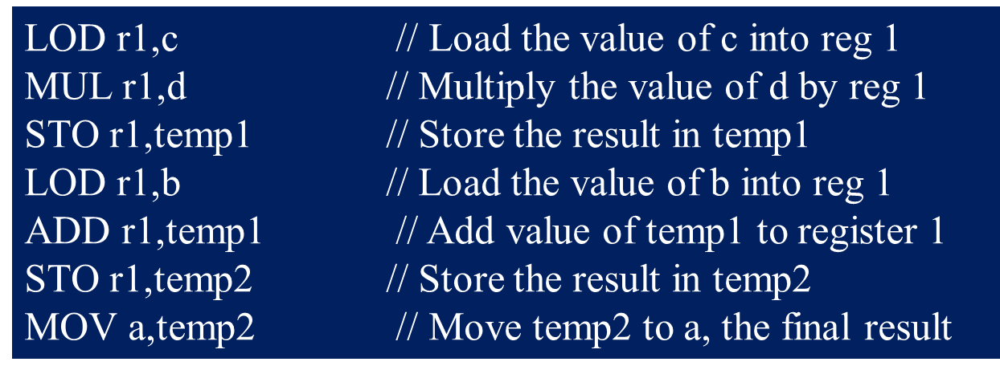 LOD r1,c // Load the value of c into reg 1
MUL r1,d // Multiply the value of d by reg 1
STO r1,temp1 // Store the result in temp1
LOD r1,b // Load the value of b into reg 1
ADD r1,temp1 // Add value of temp1 to register 1
STO r1,temp2 // Store the result in temp2
MOV a,temp2 // Move temp2 to a, the final result